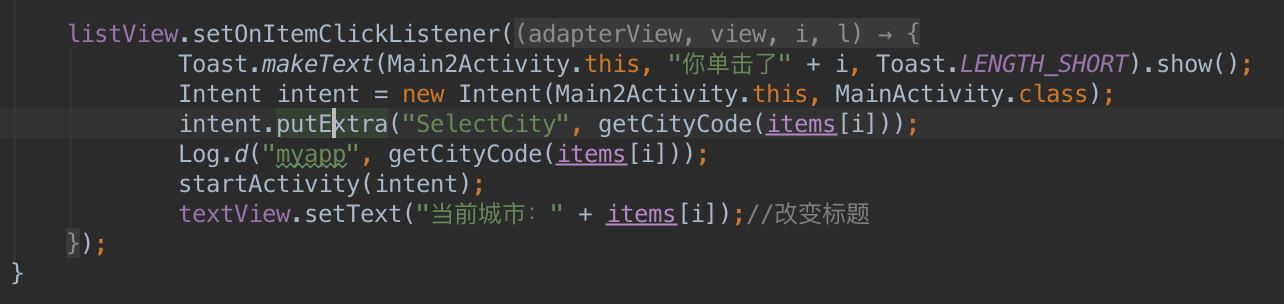 listView.setOnItemClickListener((adapterView, view, i, l) → {
Toast.makeText(Main2Activity.this, "你单击了" + i, Toast.LENGTH_SHORT).show();
Intent intent = new Intent(Main2Activity.this, MainActivity.class);
intent.putExtra("SelectCity", getCityCode(items[i]));
Log.d("myapp", getCityCode(items[i]));
startActivity(intent);
textView.setText("当前城市：" + items[i]);//改变标题
});
}